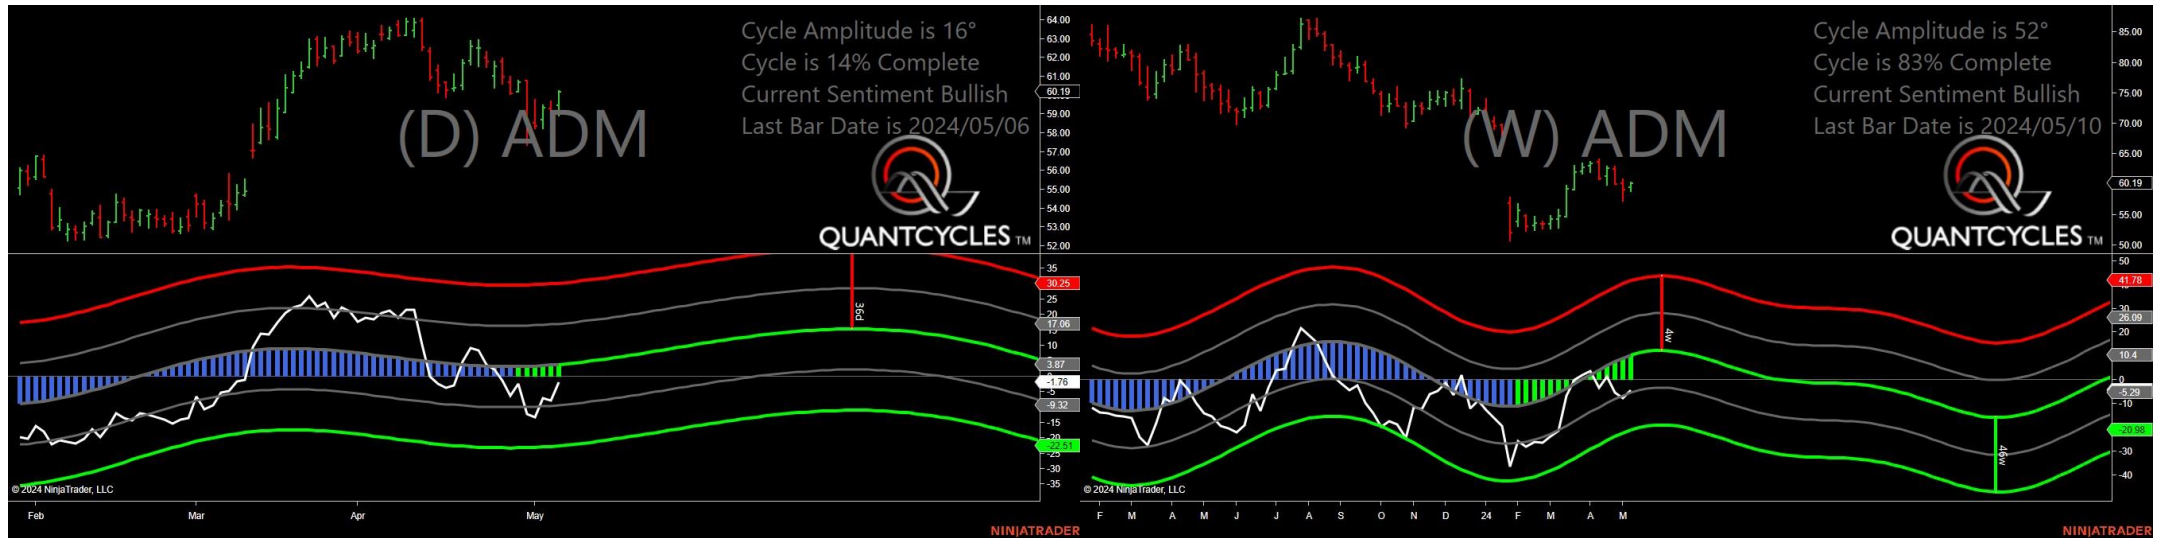 Cycle Amplitude is 16°
Cycle is 14% Complete
Current Sentiment Bullish
Last Bar Date is 2024/05/06
(D) ADM
QUANTCYCLES TM
64.00
63.00
62.00
61.00
60.19
59.00
58.00
57.00
56.00
55.00
54.00
53.00
52.00
36d
35
30.25
25
20
17.06
10
3.87
-1.76
-5
-9.32
-15
-20
-22.51
-25
-30
-35
© 2024 NinjaTrader, LLC
Feb Mar Apr May
NINJATRADER
Cycle Amplitude is 52°
Cycle is 83% Complete
Current Sentiment Bullish
Last Bar Date is 2024/05/10
(W) ADM
QUANTCYCLES TM
85.00
80.00
75.00
70.00
65.00
60.19
55.00
50.00
4w
46w
50
41.78
30
26.09
20
10.4
0
-5.29
-10
-20.98
-30
-40
© 2024 NinjaTrader, LLC
F M A M J J A S O N D 24 F M A M
NINJATRADER